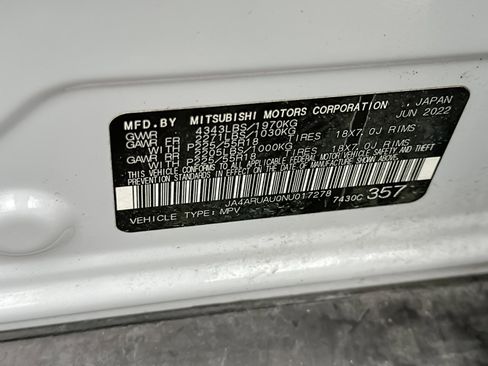 MFD.BY MITSUBISHI MOTORS CORPORATION JAPAN
GVWR 4343LBS/1970KG JUN 2022
GAWR FR 2271LBS/1030KG
WITH P225/55R18 TIRES 18X7.0J RIMS
GAWR RR LBS/1000KG
WITH P225/55R18 TIRES 18X7.0J RIMS
THIS VEHICLE CONFORMS TO ALL APPLICABLE FEDERAL MOTOR VEHICLE SAFETY AND THEFT
PREVENTION STANDARDS IN EFFECT ON THE DATE OF MANUFACTURE SHOWN ABOVE.
JA4ARUAU0NU017278
VEHICLE TYPE: MPV 7430C 357